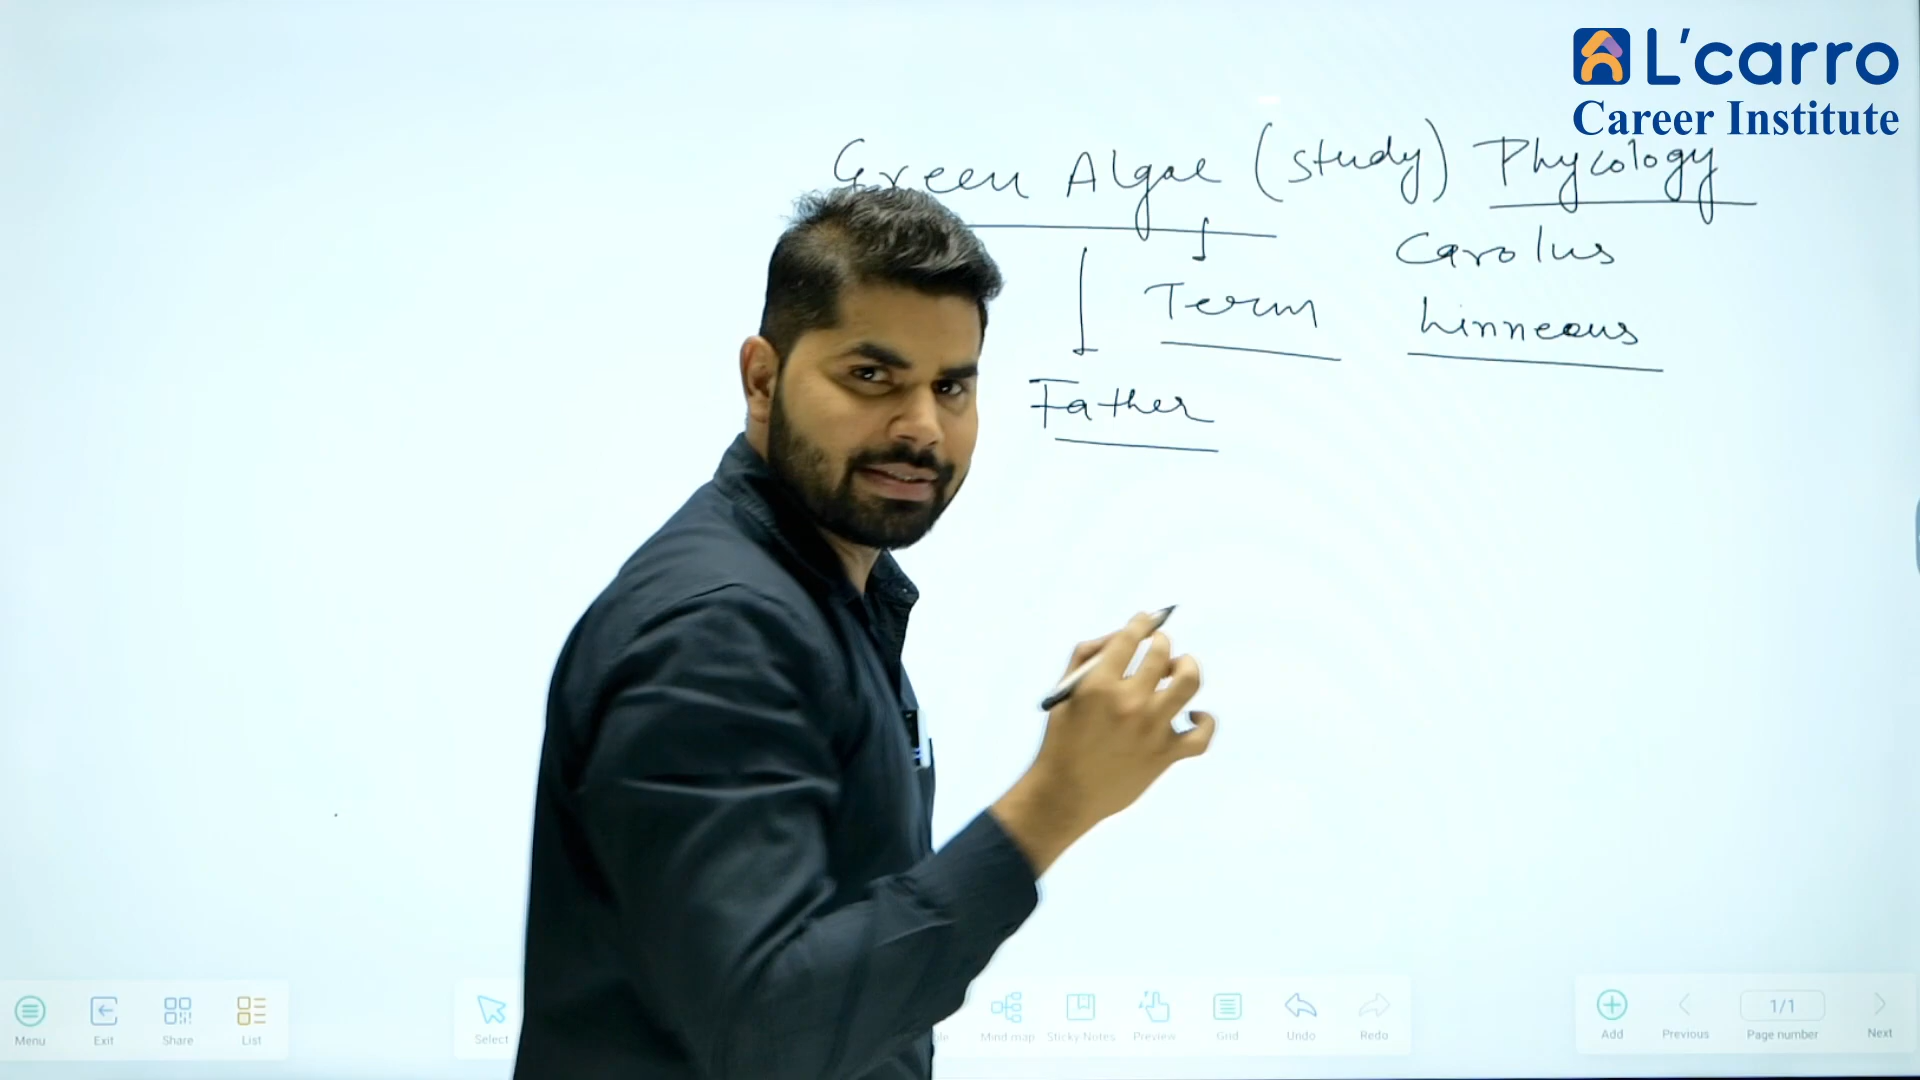 L'carro
Career Institute
Green Algae (study) Phycology
Carolus
Term
Linneous
Father
Menu
Exit
Share
List
Select
Mind map
Sticky Notes
Preview
Grid
Undo
Redo
Add
Previous
1/1
Page number
Next